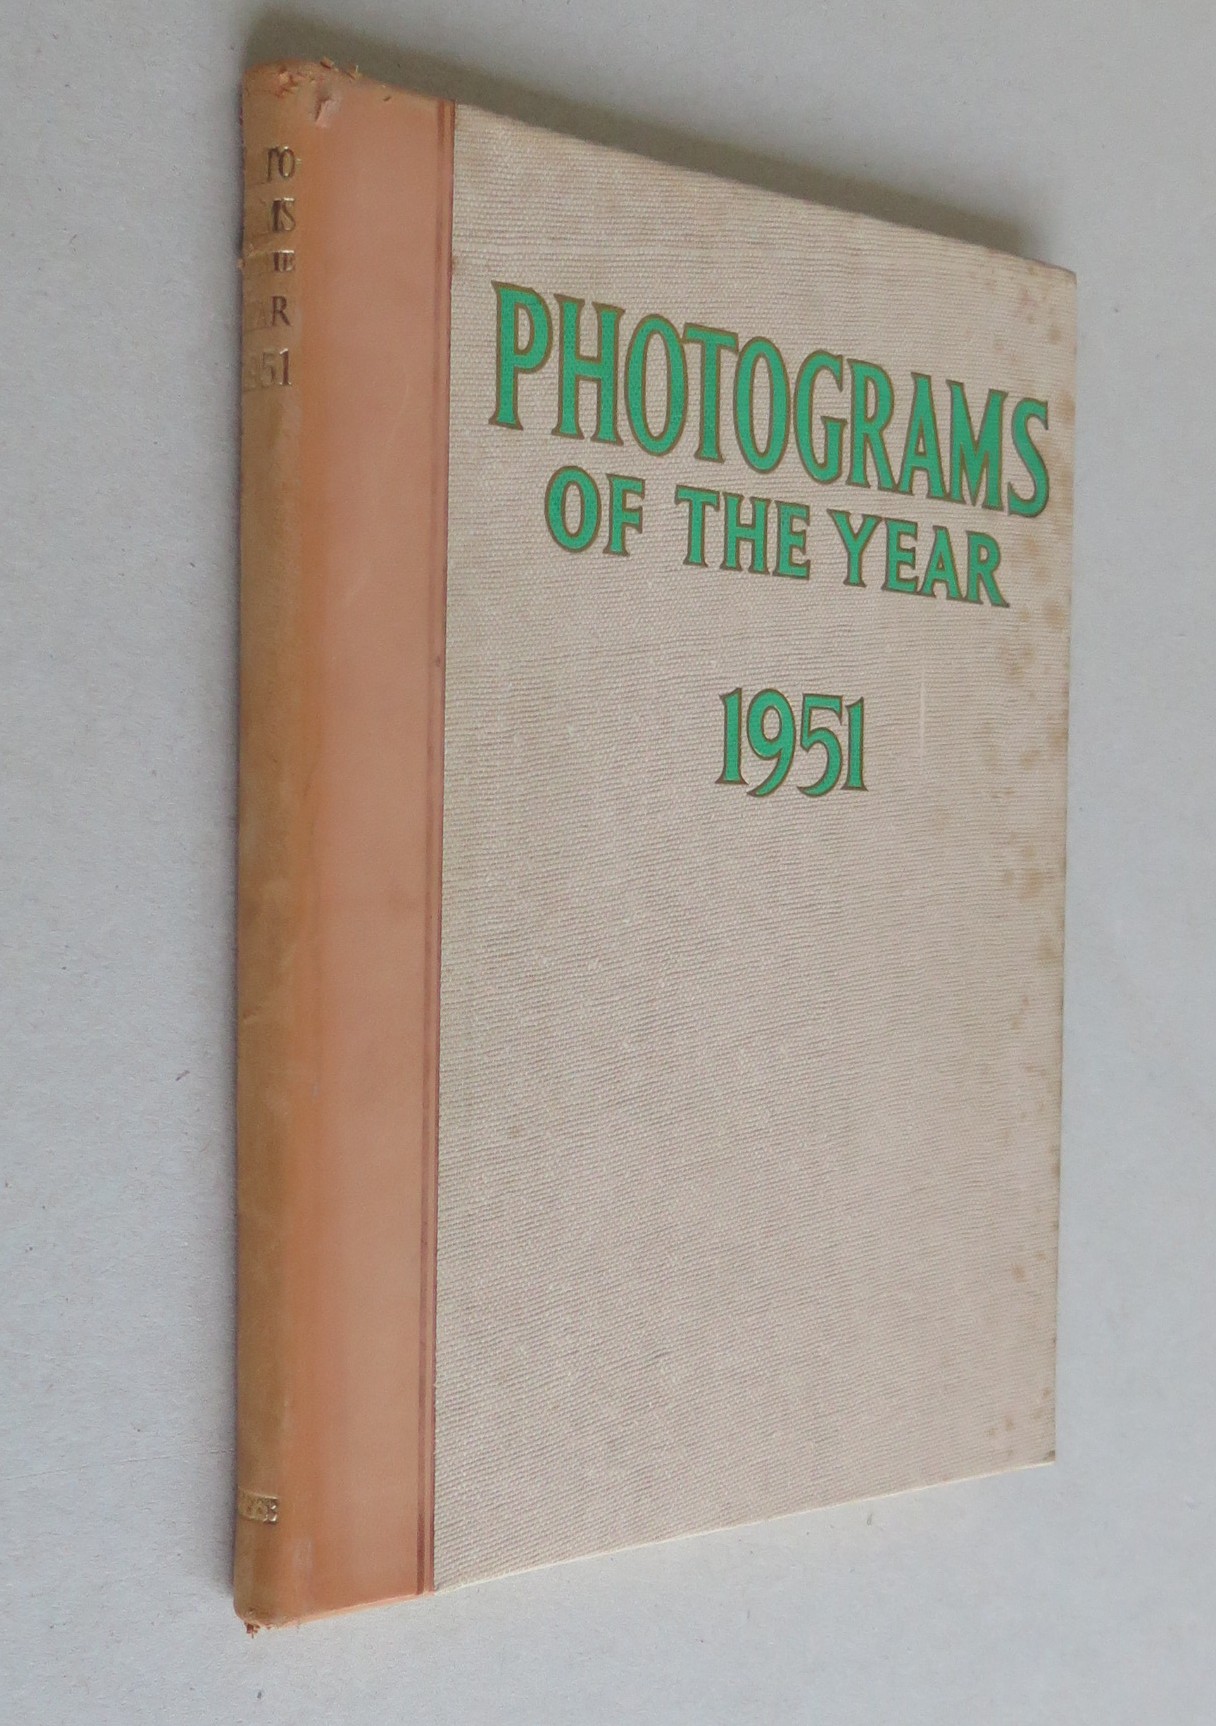 PHOTOGRAMS
OF THE YEAR
1951